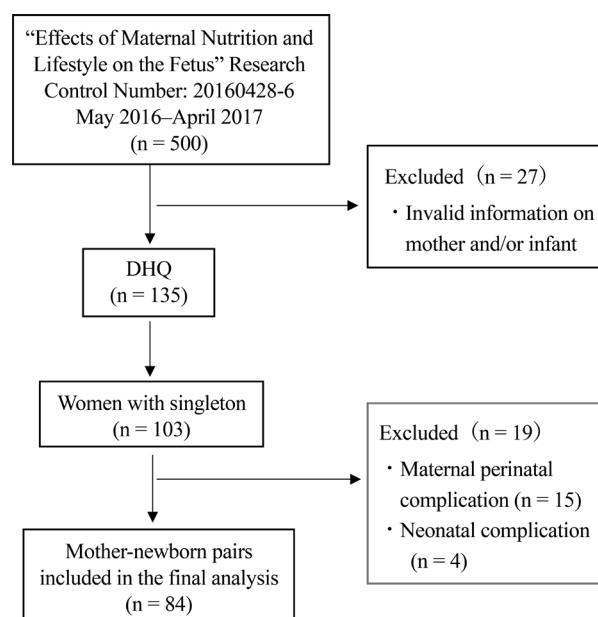 “Effects of Maternal Nutrition and
Lifestyle on the Fetus” Research
Control Number: 20160428-6
May 2016–April 2017
(n = 500)
Excluded（n = 27）
・Invalid information on
mother and/or infant
DHQ
(n = 135)
Women with singleton
(n = 103)
Excluded（n = 19）
・Maternal perinatal
complication (n = 15)
・Neonatal complication
(n = 4)
Mother-newborn pairs
included in the final analysis
(n = 84)